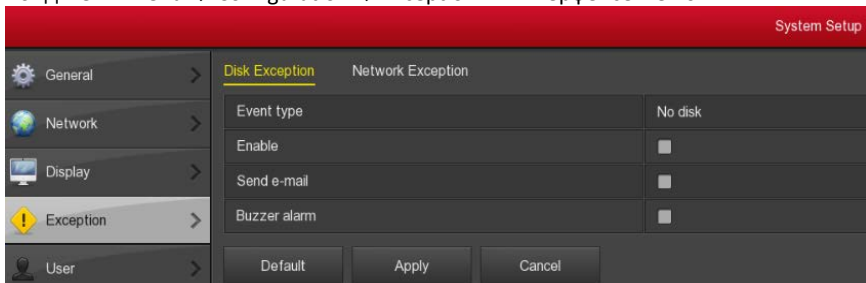 System Setup
General
Disk Exception Network Exception
Event type No disk
Network
Enable
Display
Send e-mail
Exception
Buzzer alarm
User
Default Apply Cancel